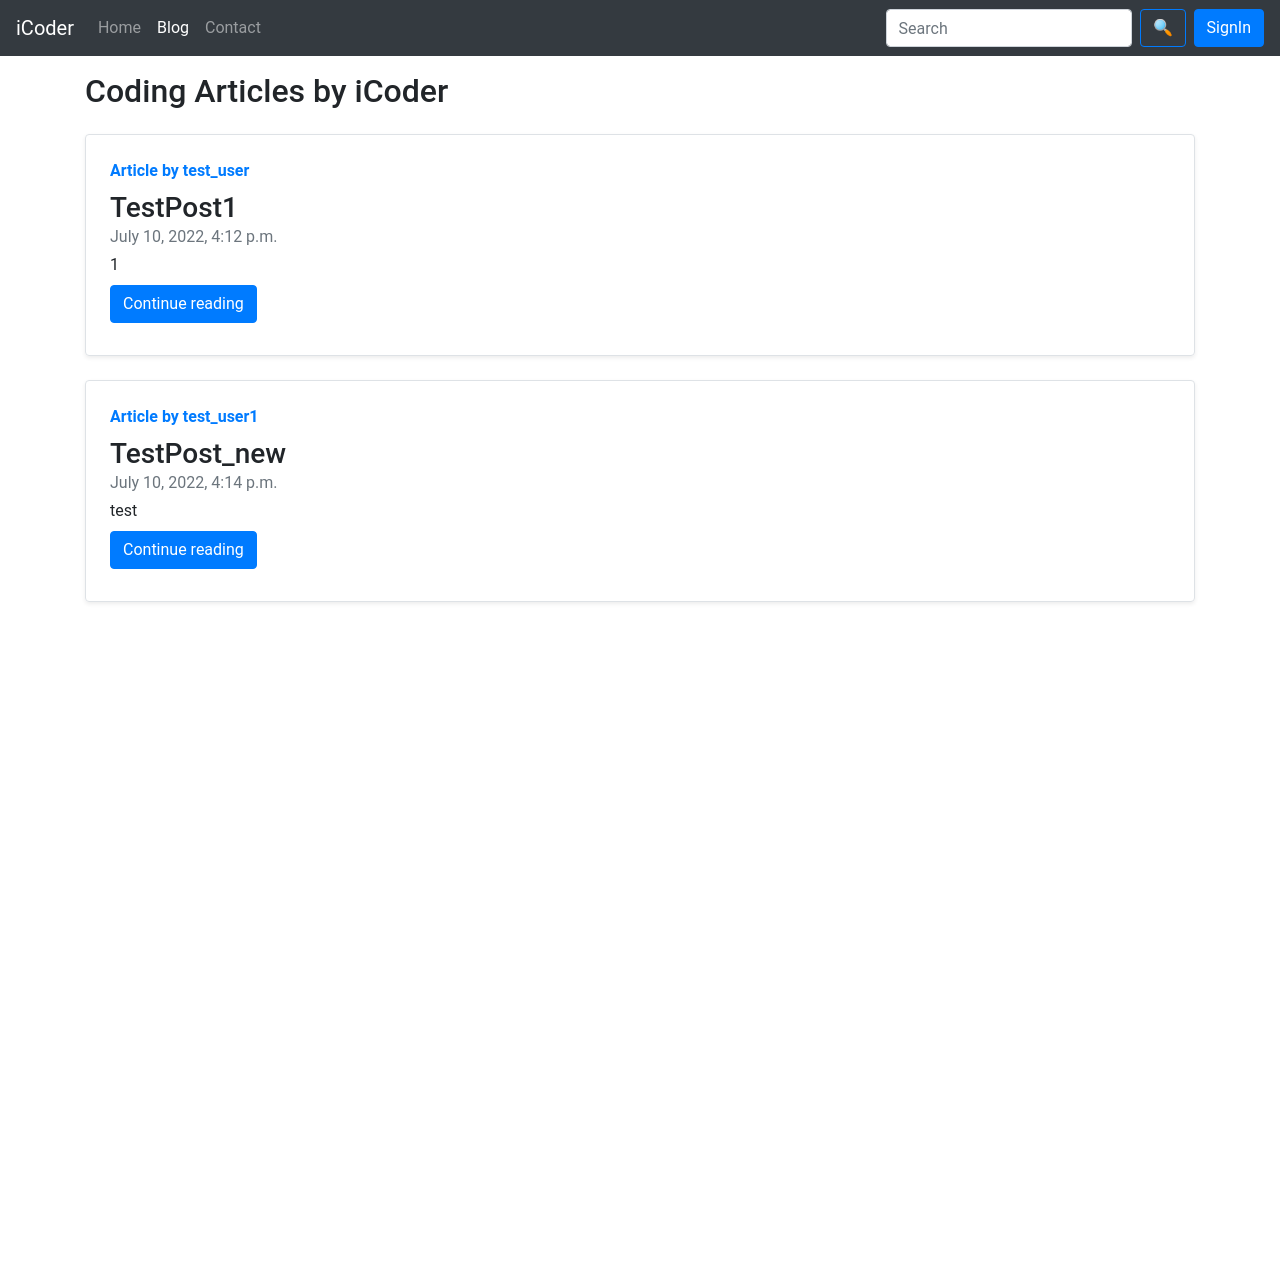 iCoder Home Blog Contact Search SignIn
Coding Articles by iCoder
Article by test_user
TestPost1
July 10, 2022, 4:12 p.m.
1
Continue reading
Article by test_user1
TestPost_new
July 10, 2022, 4:14 p.m.
test
Continue reading